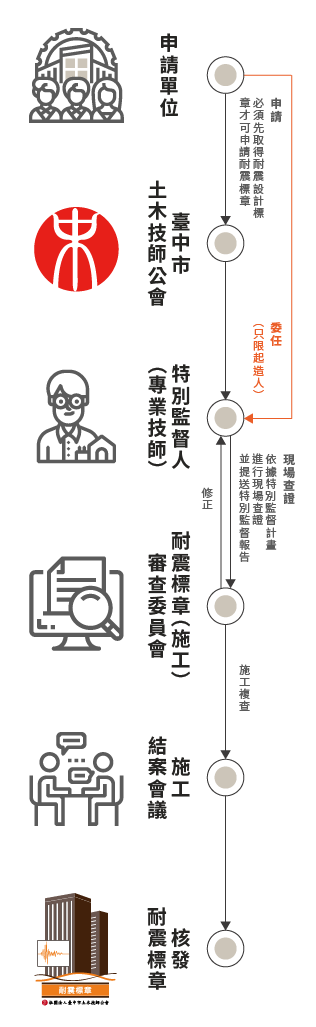 申請單位
申請
必須先取得耐震設計標
章才可申請耐震標章
臺中市
土木技師公會
委任
（只限起造人）
特別監督人
（專業技師）
現場查證
依據特別監督計畫
進行現場查證
並提送特別監督報告
修正
耐震標章（施工）
審查委員會
施工複查
施工
結案會議
核發
耐震標章
耐震標章
社團法人臺中市土木技師公會